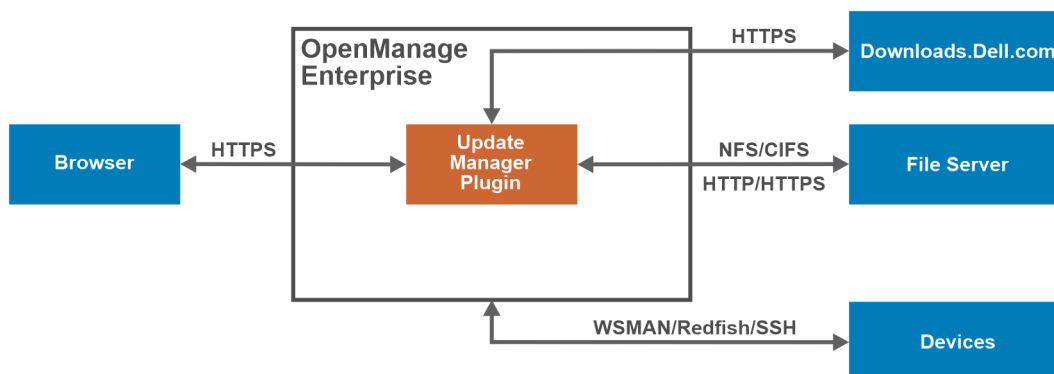 OpenManage
Enterprise
HTTPS
Downloads.Dell.com
Browser
HTTPS
Update
Manager
Plugin
NFS/CIFS
HTTP/HTTPS
File Server
WSMAN/Redfish/SSH
Devices